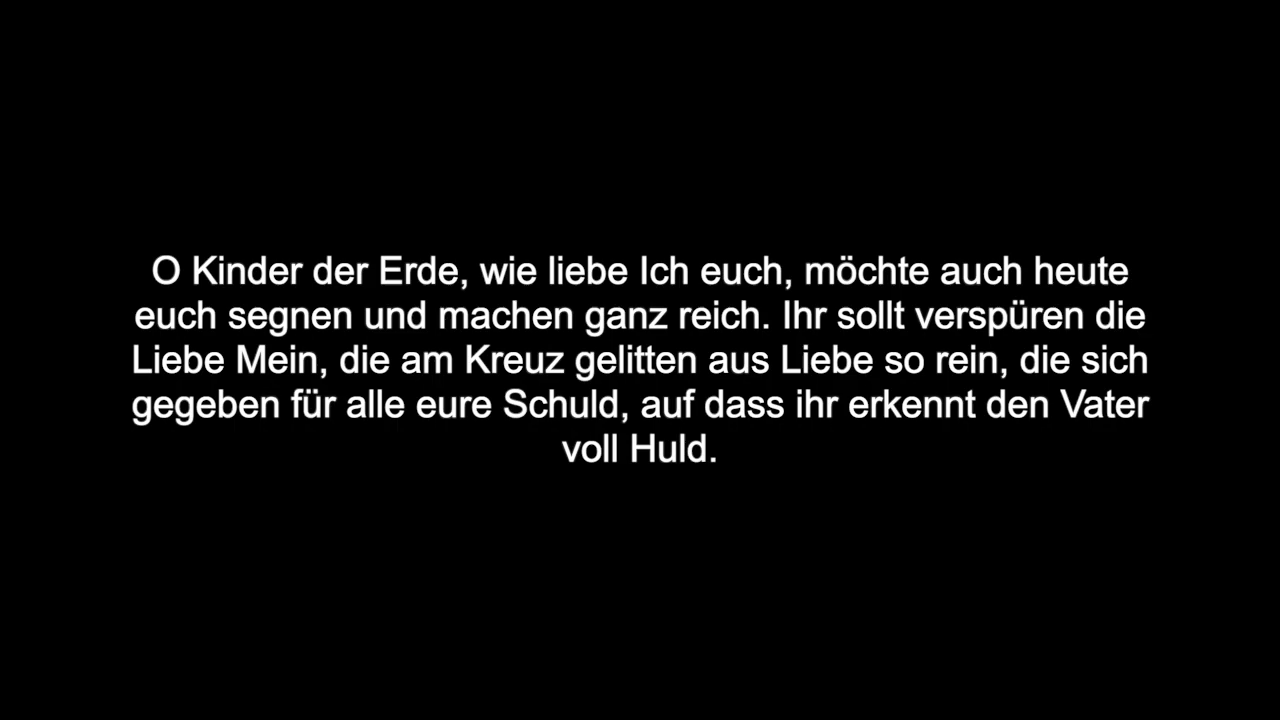 O Kinder der Erde, wie liebe Ich euch, möchte auch heute
euch segnen und machen ganz reich. Ihr sollt verspüren die
Liebe Mein, die am Kreuz gelitten aus Liebe so rein, die sich
gegeben für alle eure Schuld, auf dass ihr erkennt den Vater
voll Huld.